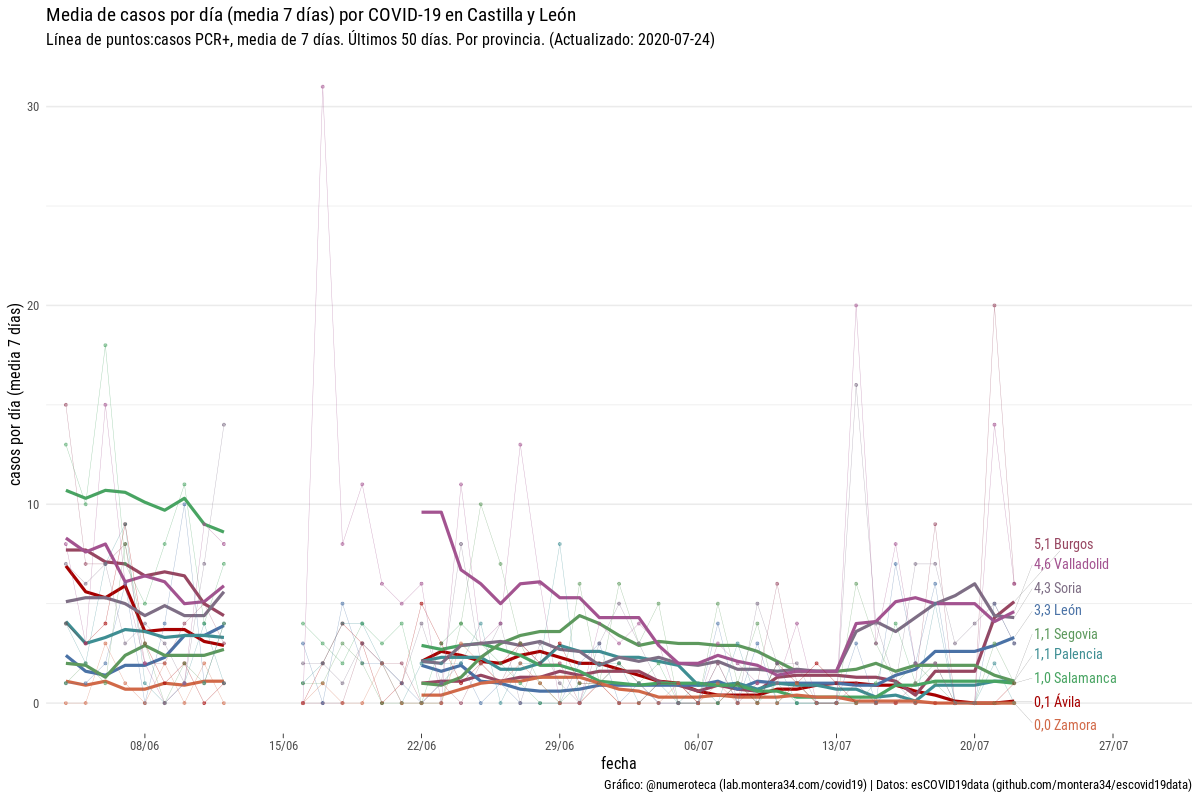 Media de casos por día (media 7 días) por COVID-19 en Castilla y León
Línea de puntos:casos PCR+, media de 7 días. Últimos 50 días. Por provincia. (Actualizado: 2020-07-24)
casos por día (media 7 días)
30
20
10
0
5,1 Burgos
4,6 Valladolid
4,3 Soria
3,3 León
1,1 Segovia
1,1 Palencia
1,0 Salamanca
0,1 Ávila
0,0 Zamora
08/06
15/06
22/06
29/06
06/07
13/07
20/07
27/07
fecha
Gráfico: @numeroteca (lab.montera34.com/covid19) | Datos: esCOVID19data (github.com/montera34/escovid19data)